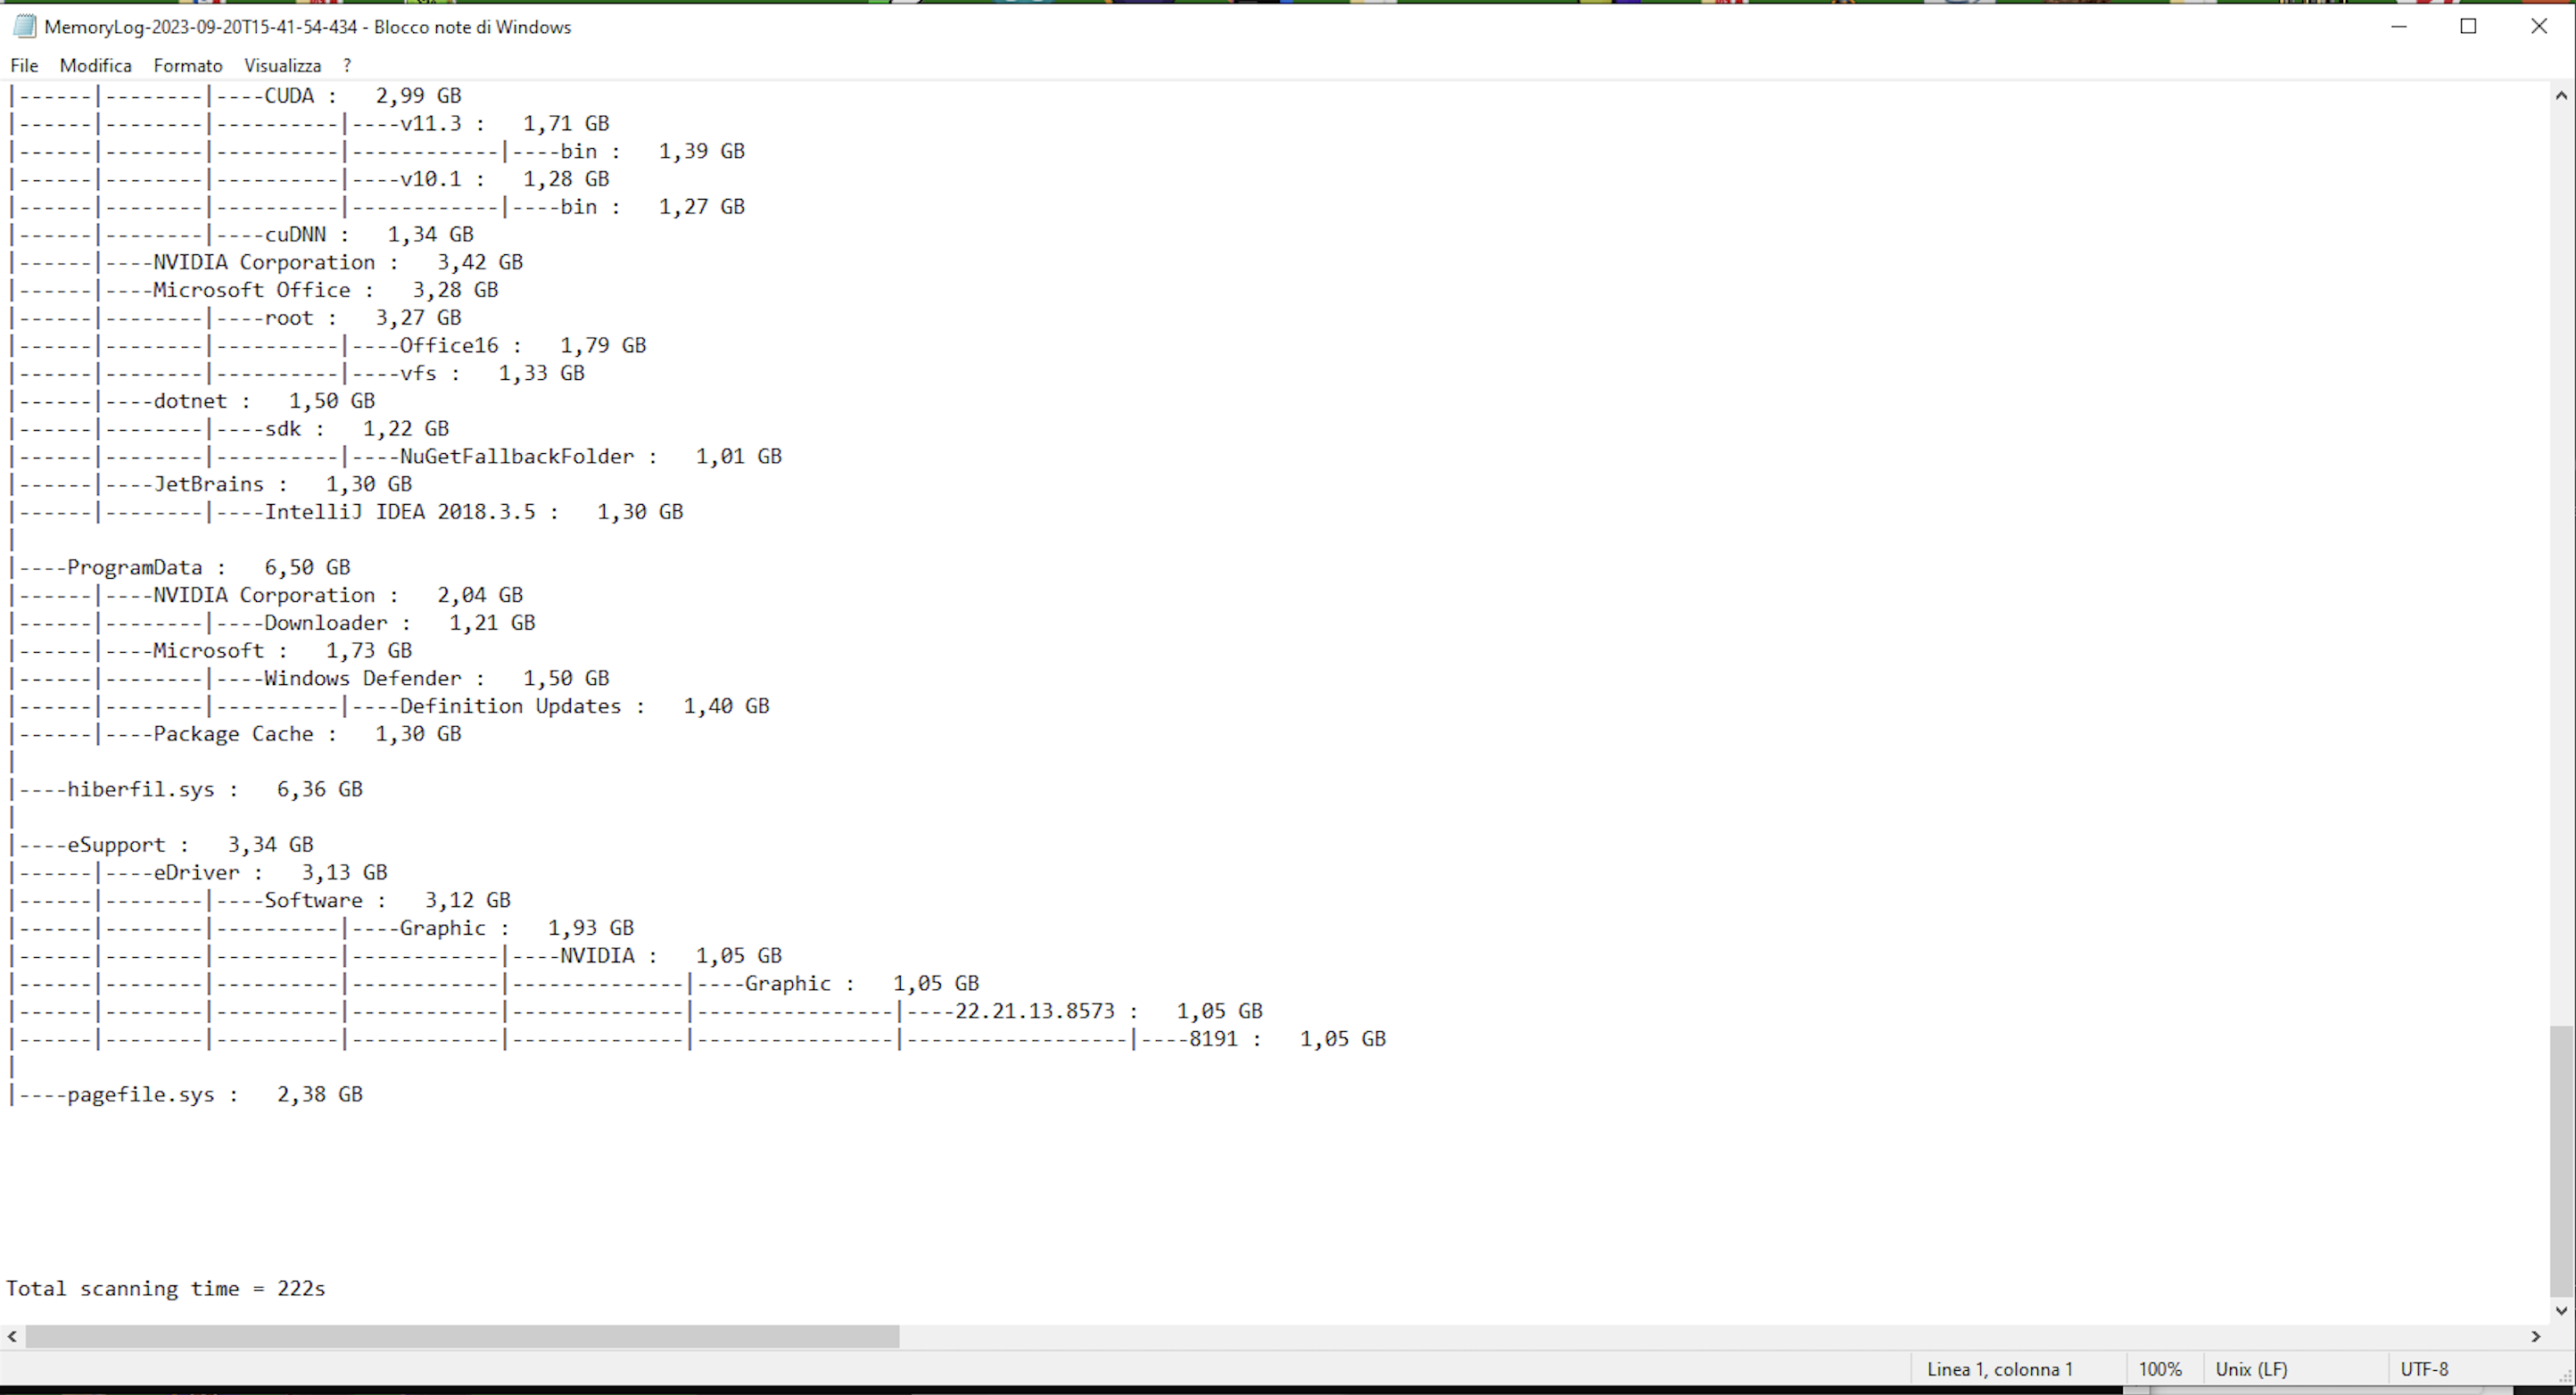 MemoryLog-2023-09-20T15-41-54-434 - Blocco note di Windows
File Modifica Formato Visualizza ?
|------|--------|----CUDA :   2,99 GB
|------|--------|----------|----v11.3 :   1,71 GB
|------|--------|----------|------------|----bin :   1,39 GB
|------|--------|----------|----v10.1 :   1,28 GB
|------|--------|----------|------------|----bin :   1,27 GB
|------|--------|----cuDNN :   1,34 GB
|------|----NVIDIA Corporation :   3,42 GB
|------|----Microsoft Office :   3,28 GB
|------|--------|----root :   3,27 GB
|------|--------|----------|----Office16 :   1,79 GB
|------|--------|----------|----vfs :   1,33 GB
|------|----dotnet :   1,50 GB
|------|--------|----sdk :   1,22 GB
|------|--------|----------|----NuGetFallbackFolder :   1,01 GB
|------|----JetBrains :   1,30 GB
|------|--------|----IntelliJ IDEA 2018.3.5 :   1,30 GB
|
|----ProgramData :   6,50 GB
|------|----NVIDIA Corporation :   2,04 GB
|------|--------|----Downloader :   1,21 GB
|------|----Microsoft :   1,73 GB
|------|--------|----Windows Defender :   1,50 GB
|------|--------|----------|----Definition Updates :   1,40 GB
|------|----Package Cache :   1,30 GB
|
|----hiberfil.sys :   6,36 GB
|
|----eSupport :   3,34 GB
|------|----eDriver :   3,13 GB
|------|--------|----Software :   3,12 GB
|------|--------|----------|----Graphic :   1,93 GB
|------|--------|----------|------------|----NVIDIA :   1,05 GB
|------|--------|----------|------------|--------------|----Graphic :   1,05 GB
|------|--------|----------|------------|--------------|----------------|----22.21.13.8573 :   1,05 GB
|------|--------|----------|------------|--------------|----------------|------------------|----8191 :   1,05 GB
|
|----pagefile.sys :   2,38 GB
Total scanning time = 222s
Linea 1, colonna 1 100% Unix (LF) UTF-8